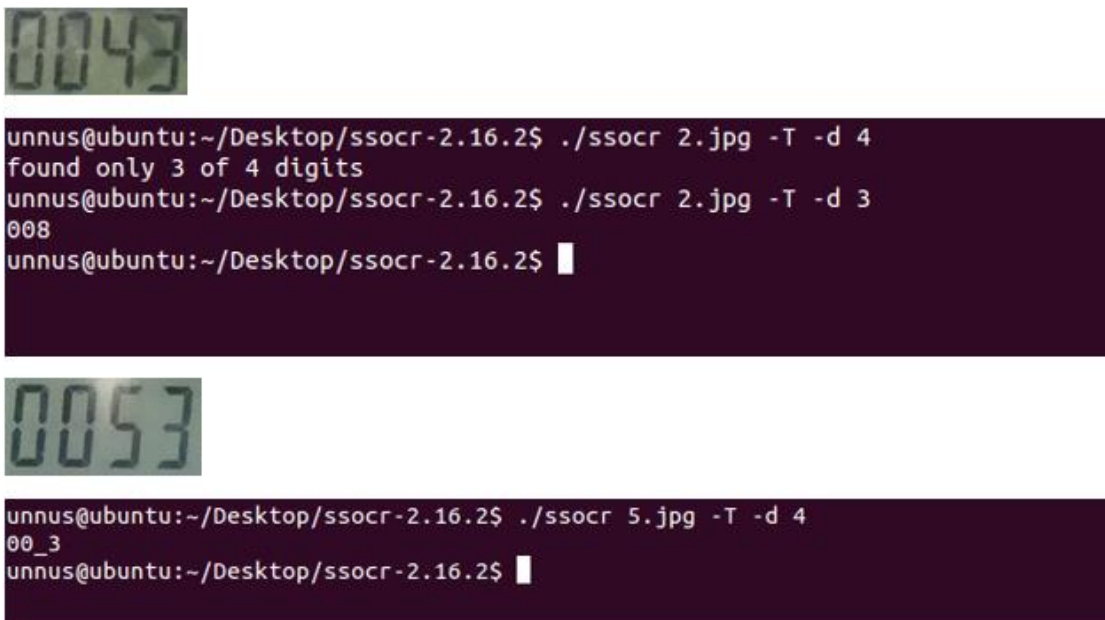 0043
unnus@ubuntu:~/Desktop/ssocr-2.16.2$ ./ssocr 2.jpg -T -d 4
found only 3 of 4 digits
unnus@ubuntu:~/Desktop/ssocr-2.16.2$ ./ssocr 2.jpg -T -d 3
008
unnus@ubuntu:~/Desktop/ssocr-2.16.2$
0053
unnus@ubuntu:~/Desktop/ssocr-2.16.2$ ./ssocr 5.jpg -T -d 4
00_3
unnus@ubuntu:~/Desktop/ssocr-2.16.2$